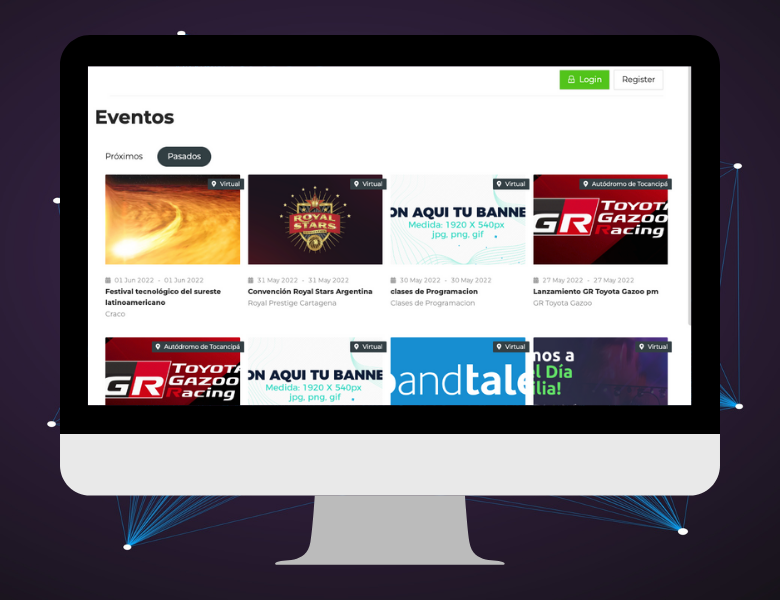 Login
Register
Eventos
Próximos
Pasados
Virtual
Virtual
Virtual
Autódromo de Tocancipá
ROYAL
STARS
ON AQUI TU BANNE
Medida: 1920 X 540px
jpg, png, gif
GR
TOYOTA
GAZOO
Racing
01 Jun 2022 - 01 Jun 2022
Festival tecnológico del sureste
latinoamericano
Craco
31 May 2022 - 31 May 2022
Convención Royal Stars Argentina
Royal Prestige Cartagena
30 May 2022 - 30 May 2022
clases de Programacion
Clases de Programacion
27 May 2022 - 27 May 2022
Lanzamiento GR Toyota Gazoo pm
GR Toyota Gazoo
Autódromo de Tocancipá
Virtual
Virtual
Virtual
GR
TOYOTA
GAZOO
Racing
ON AQUI TU BANNE
Medida: 1920 X 540px
jpg, png, gif
andtale
nos a
l Día
ilia!